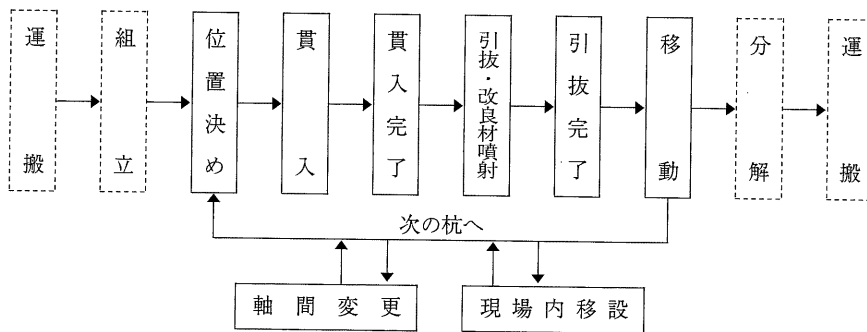 運搬
組立
位置決め
貫入
貫入完了
引抜・改良材噴射
引抜完了
移動
分解
運搬
次の杭へ
軸間変更
現場内移設